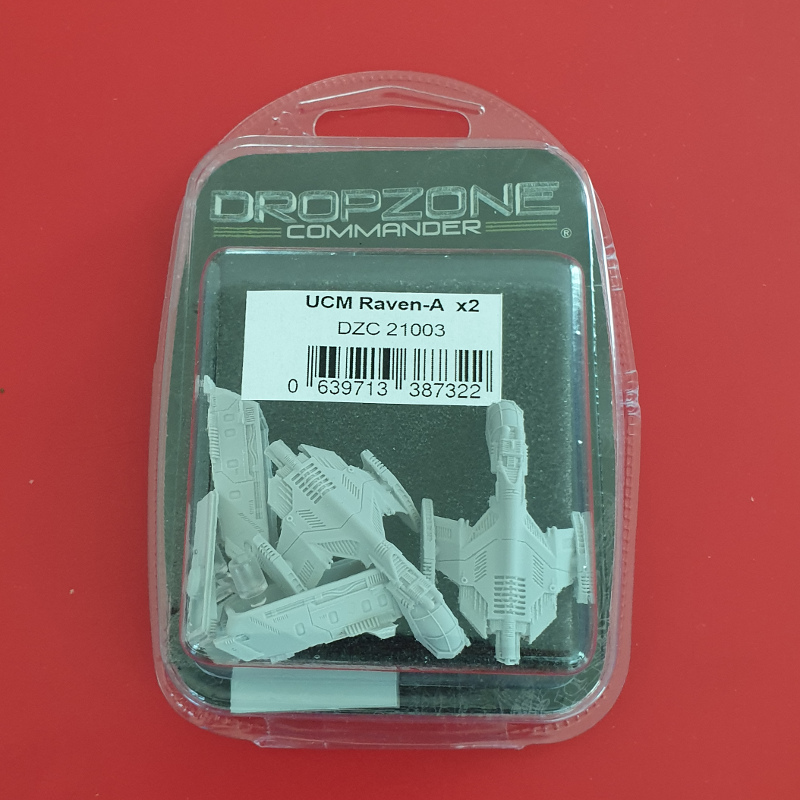 DROPZONE
COMMANDER ®
UCM Raven-A x2
DZC 21003
0 639713 387322